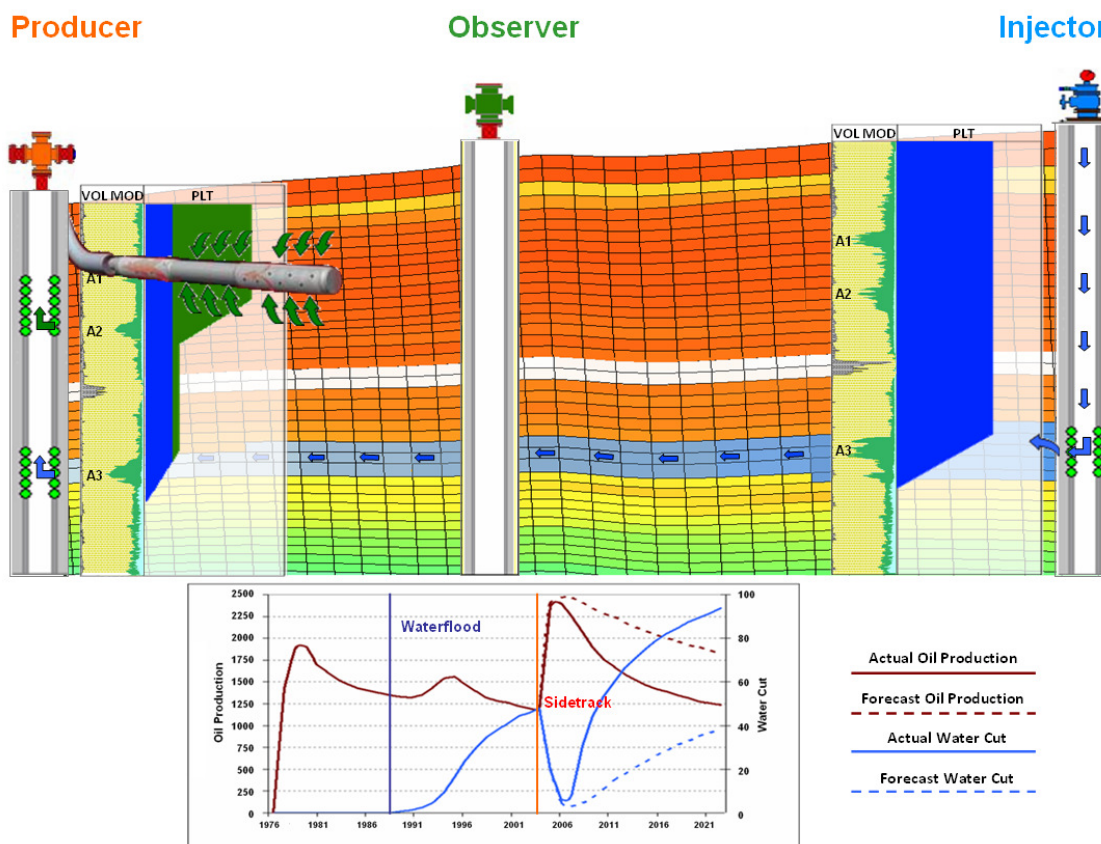 Producer
Observer
Injector
VOL MOD
PLT
VOL MOD
PLT
A1
A2
A3
A1
A2
A3
2500
2250
2000
1750
1500
1250
1000
750
500
250
0
Oil Production
Waterflood
Sidetrack
100
80
60
40
20
0
Water Cut
1976
1981
1986
1991
1996
2001
2006
2011
2016
2021
Actual Oil Production
Forecast Oil Production
Actual Water Cut
Forecast Water Cut